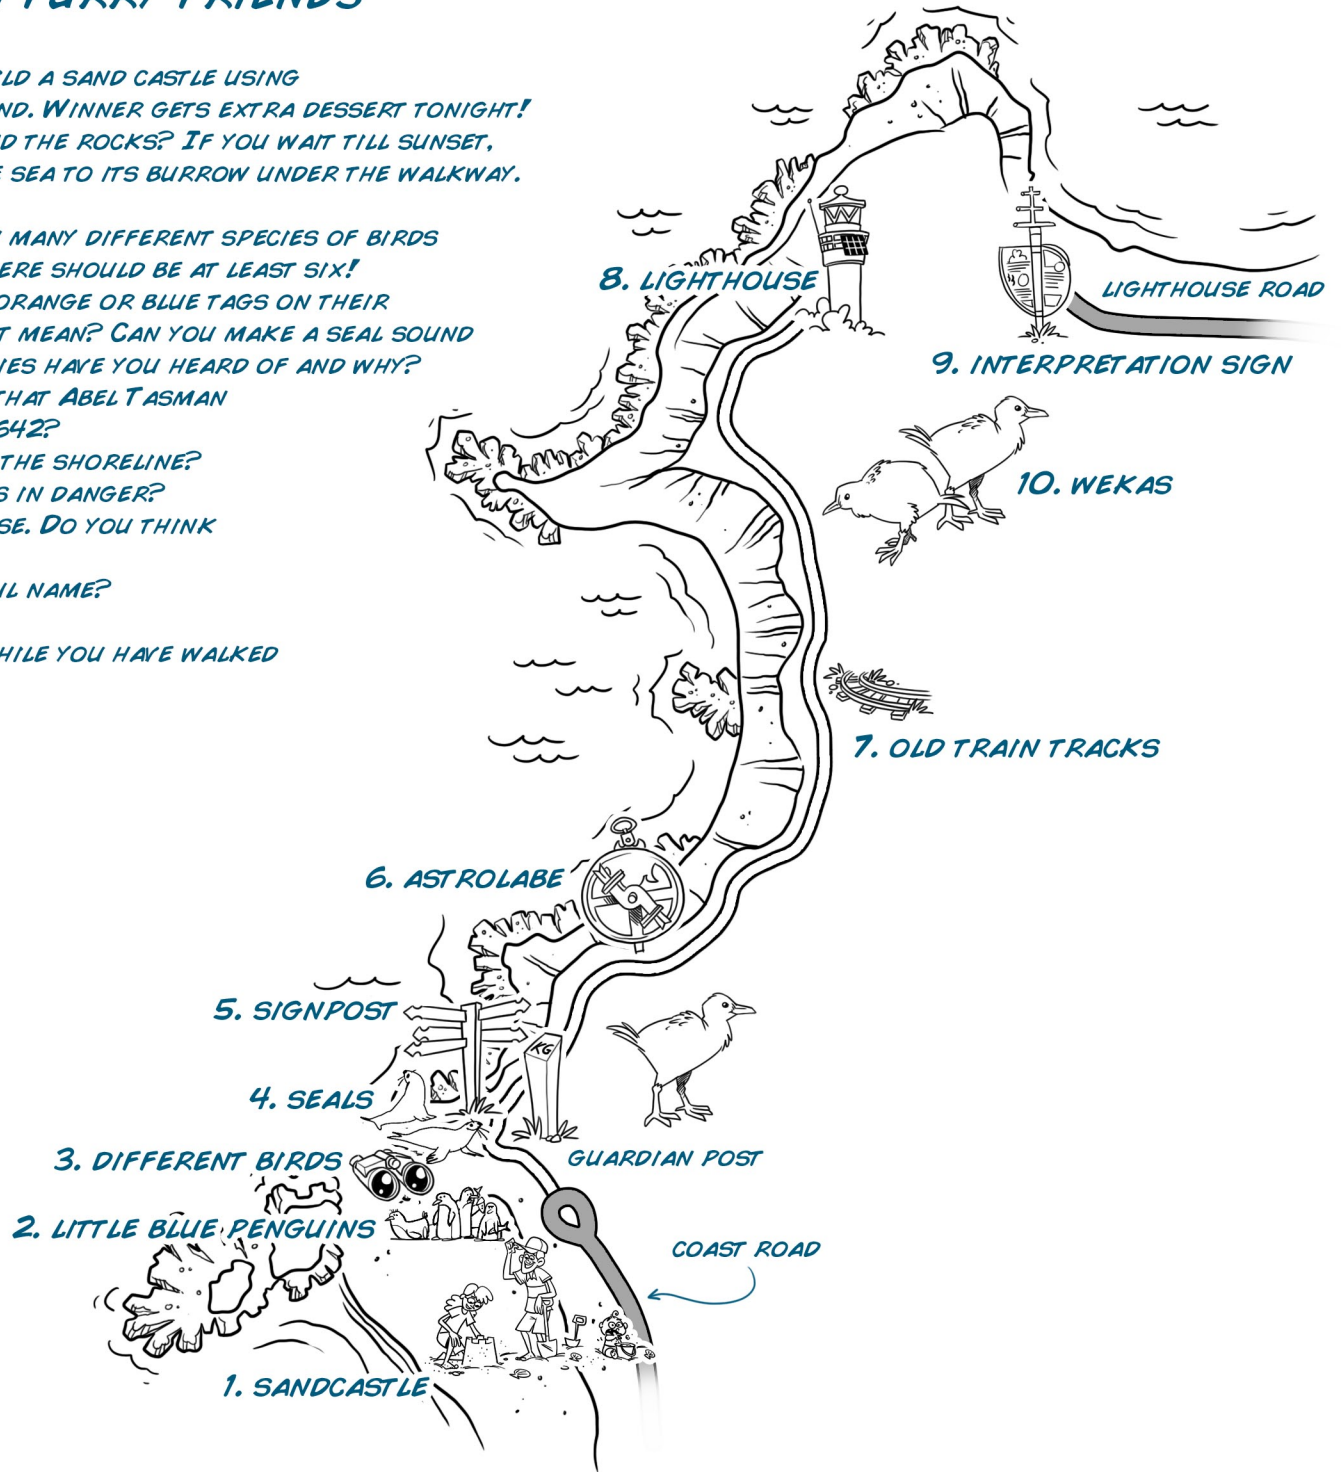 FURRY FRIENDS
LD A SAND CASTLE USING
ND. WINNER GETS EXTRA DESSERT TONIGHT!
D THE ROCKS? IF YOU WAIT TILL SUNSET,
E SEA TO ITS BURROW UNDER THE WALKWAY.
MANY DIFFERENT SPECIES OF BIRDS
ERE SHOULD BE AT LEAST SIX!
ORANGE OR BLUE TAGS ON THEIR
T MEAN? CAN YOU MAKE A SEAL SOUND
IES HAVE YOU HEARD OF AND WHY?
THAT ABEL TASMAN
642?
THE SHORELINE?
S IN DANGER?
SE. DO YOU THINK
IL NAME?
HILE YOU HAVE WALKED
8. LIGHTHOUSE
LIGHTHOUSE ROAD
9. INTERPRETATION SIGN
10. WEKAS
7. OLD TRAIN TRACKS
6. ASTROLABE
5. SIGNPOST
KG
4. SEALS
3. DIFFERENT BIRDS
GUARDIAN POST
2. LITTLE BLUE PENGUINS
COAST ROAD
1. SANDCASTLE